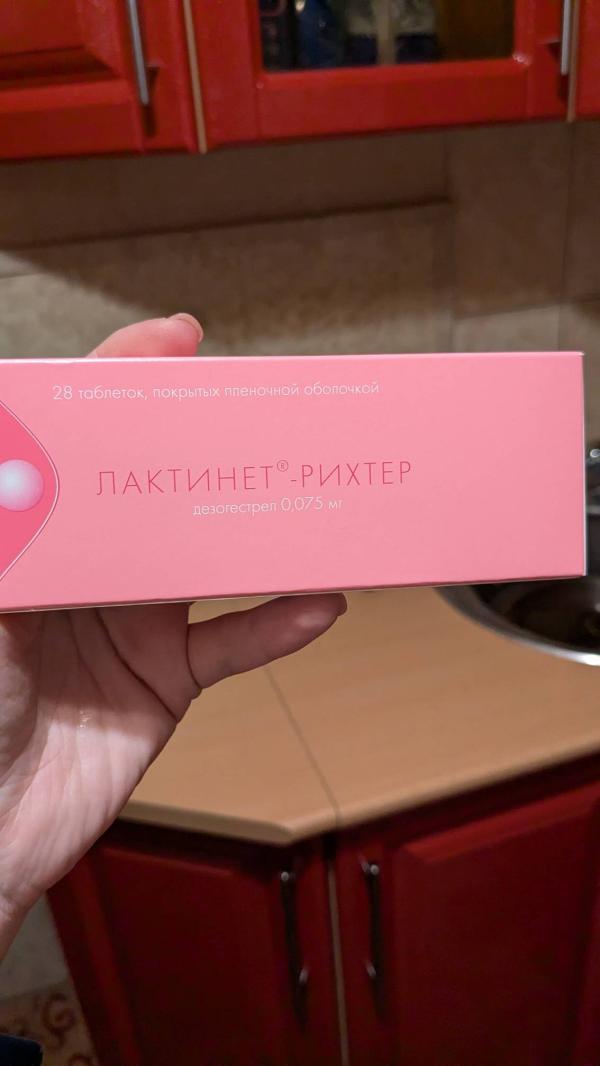 28 таблеток, покрытых пленочной оболочкой
ЛАКТИНЕТ®-РИХТЕР
дезогестрел 0,075 мг